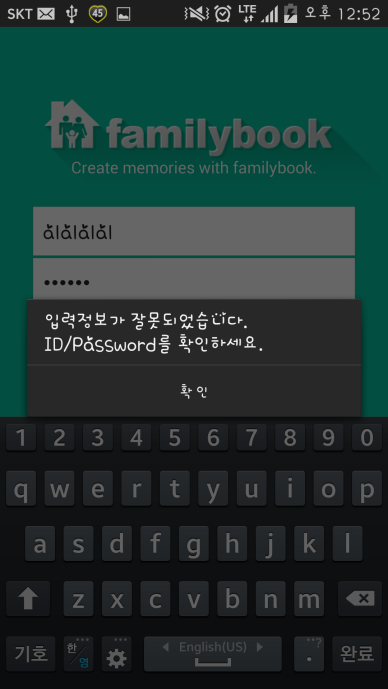 SKT 45 LTE 오후 12:52
familybook
Create memories with familybook.
alalalal
••••••
입력정보가 잘못되었습니다.
ID/Password를 확인하세요.
확인
1 2 3 4 5 6 7 8 9 0
q w e r t y u i o p
a s d f g h j k l
z x c v b n m
기호 한/영 English(US) .,? 완료